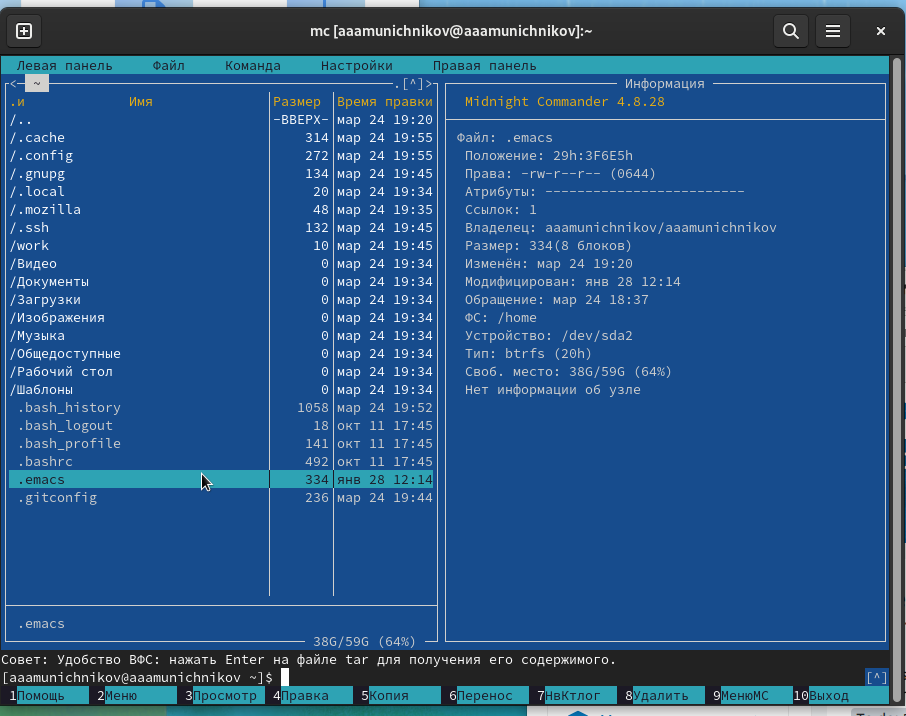 mc [aaamunichnikov@aaamunichnikov]:~
Левая панель Файл Команда Настройки Правая панель
<─ ~ .[^]> Информация
.и Имя Размер Время правки
/.. -ВВЕРХ- мар 24 19:20
/.cache 314 мар 24 19:55
/.config 272 мар 24 19:55
/.gnupg 134 мар 24 19:45
/.local 20 мар 24 19:34
/.mozilla 48 мар 24 19:35
/.ssh 132 мар 24 19:45
/work 10 мар 24 19:45
/Видео 0 мар 24 19:34
/Документы 0 мар 24 19:34
/Загрузки 0 мар 24 19:34
/Изображения 0 мар 24 19:34
/Музыка 0 мар 24 19:34
/Общедоступные 0 мар 24 19:34
/Рабочий стол 0 мар 24 19:34
/Шаблоны 0 мар 24 19:34
.bash_history 1058 мар 24 19:52
.bash_logout 18 окт 11 17:45
.bash_profile 141 окт 11 17:45
.bashrc 492 окт 11 17:45
.emacs 334 янв 28 12:14
.gitconfig 236 мар 24 19:44
.emacs
38G/59G (64%)
Midnight Commander 4.8.28
Файл: .emacs
Положение: 29h:3F6E5h
Права: -rw-r--r-- (0644)
Атрибуты: -------------------------
Ссылок: 1
Владелец: aaamunichnikov/aaamunichnikov
Размер: 334(8 блоков)
Изменён: мар 24 19:20
Модифицирован: янв 28 12:14
Обращение: мар 24 18:37
ФС: /home
Устройство: /dev/sda2
Тип: btrfs (20h)
Своб. место: 38G/59G (64%)
Нет информации об узле
Совет: Удобство ВФС: нажать Enter на файле tar для получения его содержимого.
[aaamunichnikov@aaamunichnikov ~]$ [^]
1Помощь 2Меню 3Просмотр 4Правка 5Копия 6Перенос 7НвКтлог 8Удалить 9МенюМС 10Выход